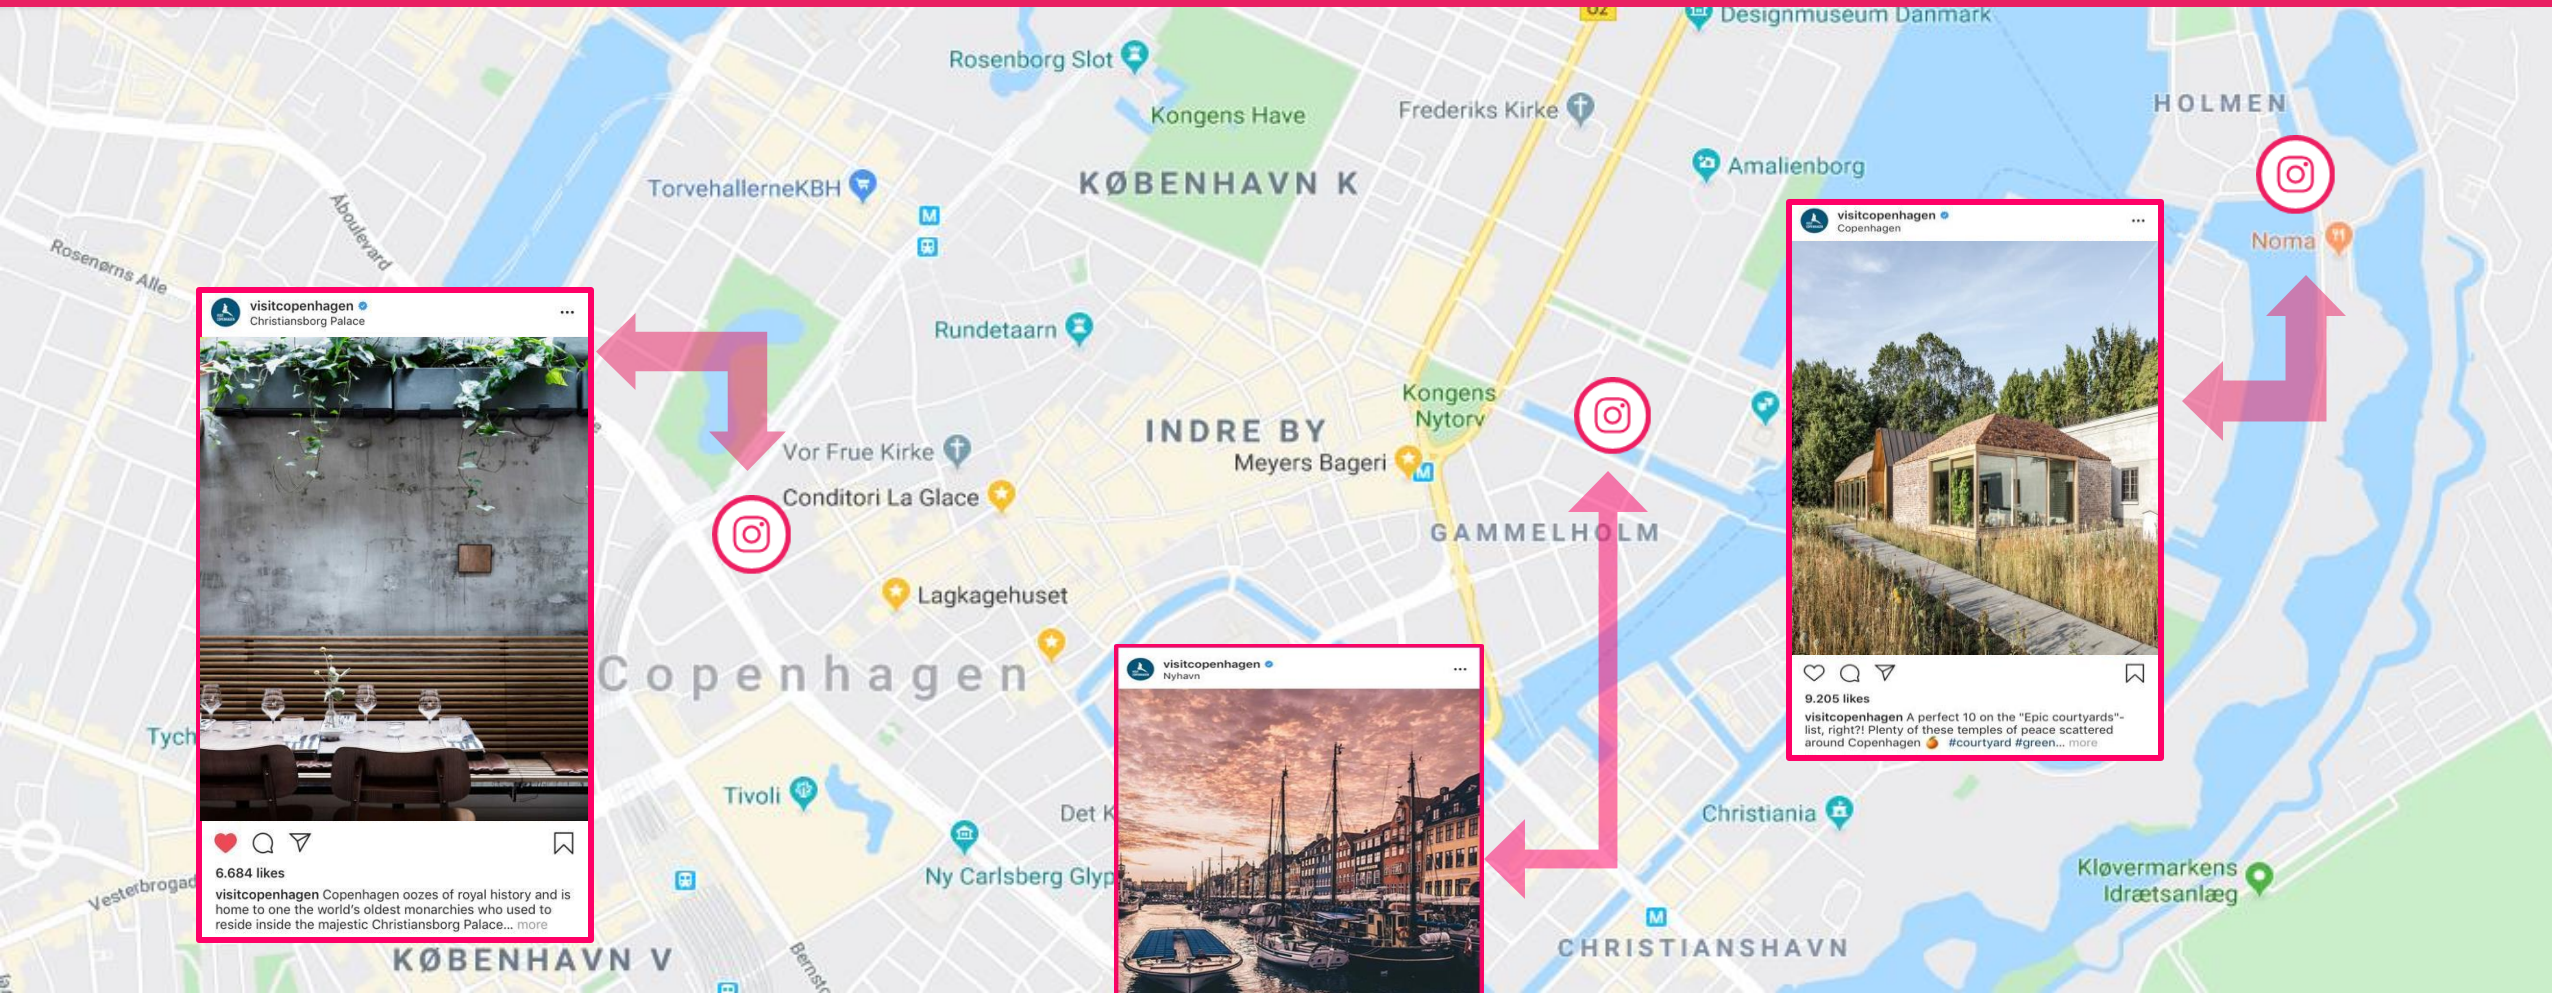 02
Designmuseum Danmark
Rosenborg Slot
Kongens Have
Frederiks Kirke
HOLMEN
TorvehallerneKBH
KØBENHAVN K
Amalienborg
M
Åboulevard
Rosenørns Alle
Noma
visitcopenhagen
Copenhagen
visitcopenhagen
Christiansborg Palace
Rundetaarn
Kongens
Nytorv
INDRE BY
Vor Frue Kirke
Meyers Bageri
M
Conditori La Glace
GAMMELHOLM
Lagkagehuset
Copenhagen
visitcopenhagen
Nyhavn
9.205 likes
visitcopenhagen A perfect 10 on the "Epic courtyards"-
list, right?! Plenty of these temples of peace scattered
around Copenhagen 🍊 #courtyard #green... more
Tych
Tivoli
Det K
Christiania
Ny Carlsberg Glyp
Kløvermarkens
Idrætsanlæg
Vesterbrogad
6.684 likes
visitcopenhagen Copenhagen oozes of royal history and is
home to one the world's oldest monarchies who used to
reside inside the majestic Christiansborg Palace... more
M
CHRISTIANSHAVN
KØBENHAVN V
Bernsto